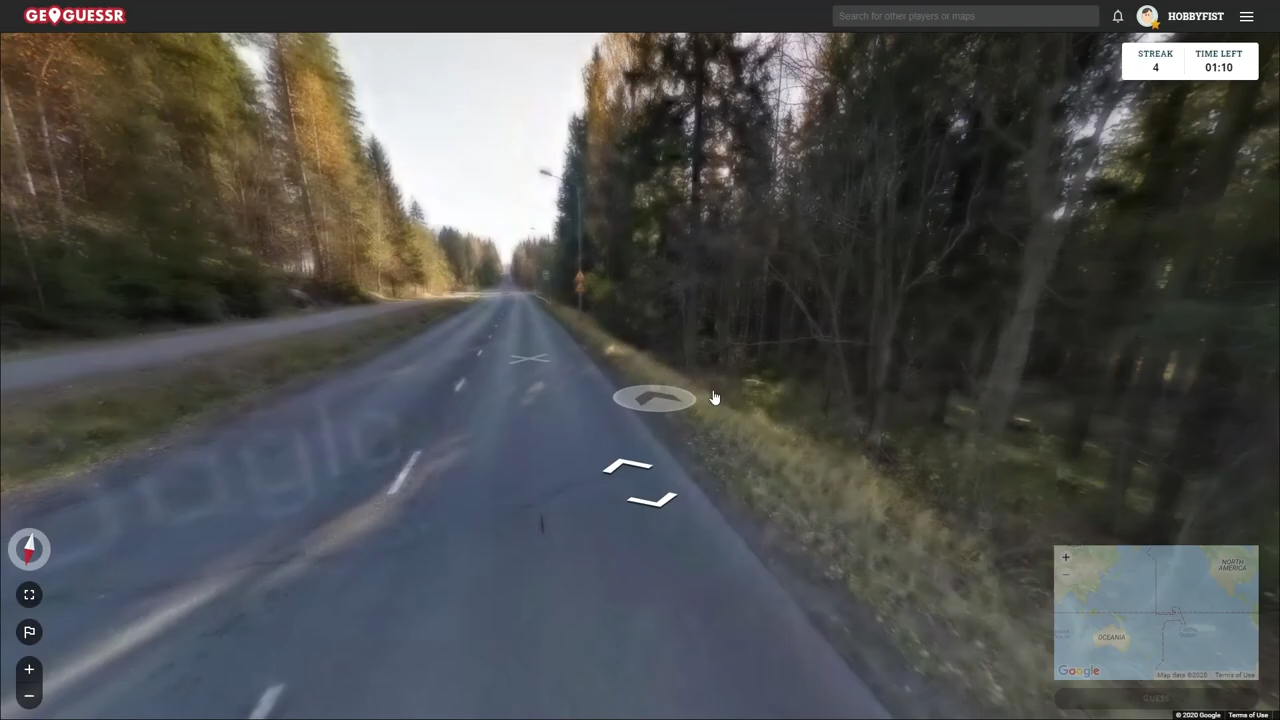 GEOGUESSR
Search for other players or maps
HOBBYFIST
STREAK
4
TIME LEFT
01:10
NORTH
AMERICA
OCEANIA
Google
Map data ©2020 Terms of Use
GUESS
© 2020 Google Terms of Use